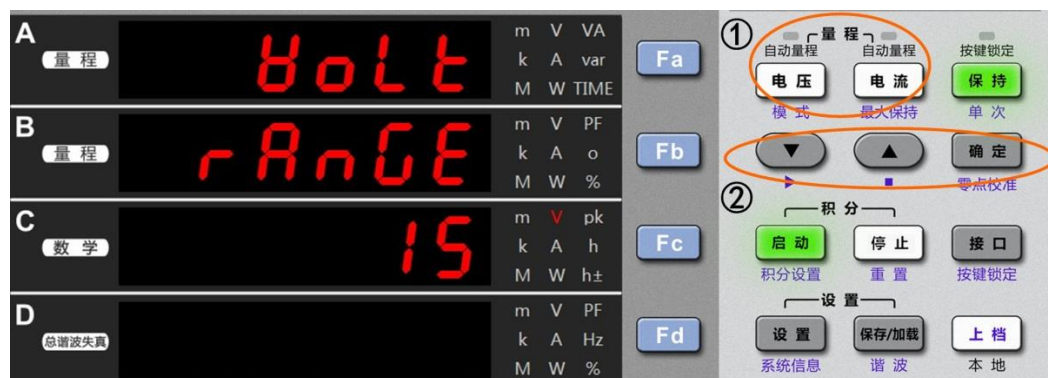 A
量 程
Volt
m V VA
k A var
M W TIME
Fa
B
量 程
rAnGE
m V PF
k A o
M W %
Fb
C
数 学
15
m V pk
k A h
M W h±
Fc
D
总谐波失真
m V PF
k A Hz
M W %
Fd
①
量 程
自动量程 自动量程 按键锁定
电 压 电 流 保 持
模 式 最大保持 单 次
▼ ▲ 确 定
▶ ■ 零点校准
②
积 分
启 动 停 止 接 口
积分设置 重 置 按键锁定
设 置
设 置 保存/加载 上 档
系统信息 谐 波 本 地